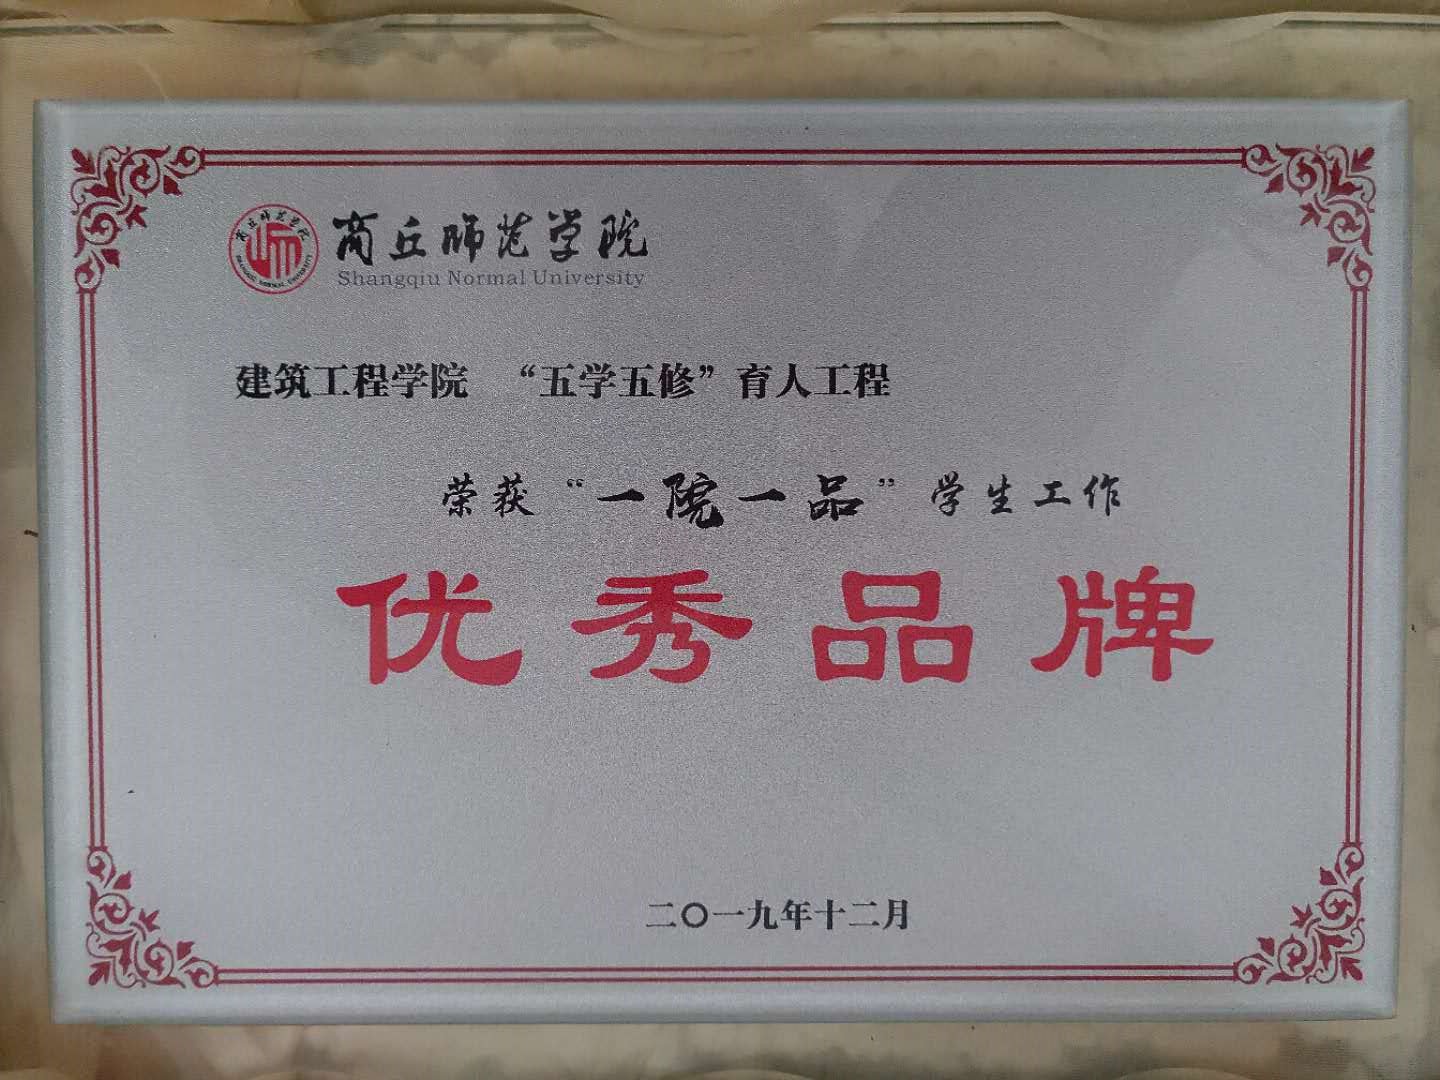 商丘师范学院
Shangqiu Normal University
建筑工程学院 “五学五修”育人工程
荣获“一院一品”学生工作
优秀品牌
二〇一九年十二月